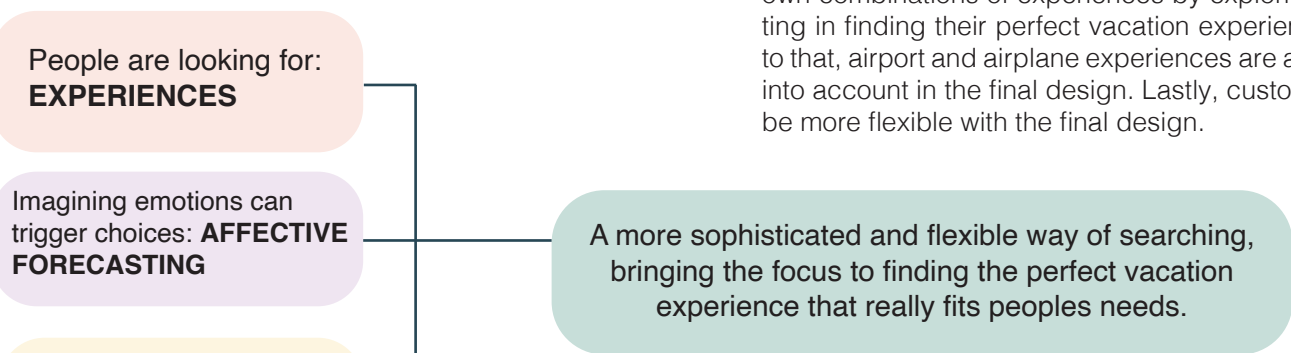 ting in finding their perfect vacation
to that, airport and airplane experiences are
into account in the final design. Lastly,
be more flexible with the final design.
People are looking for:
EXPERIENCES
Imagining emotions can
trigger choices: AFFECTIVE
FORECASTING
A more sophisticated and flexible way of searching,
bringing the focus to finding the perfect vacation
experience that really fits peoples needs.